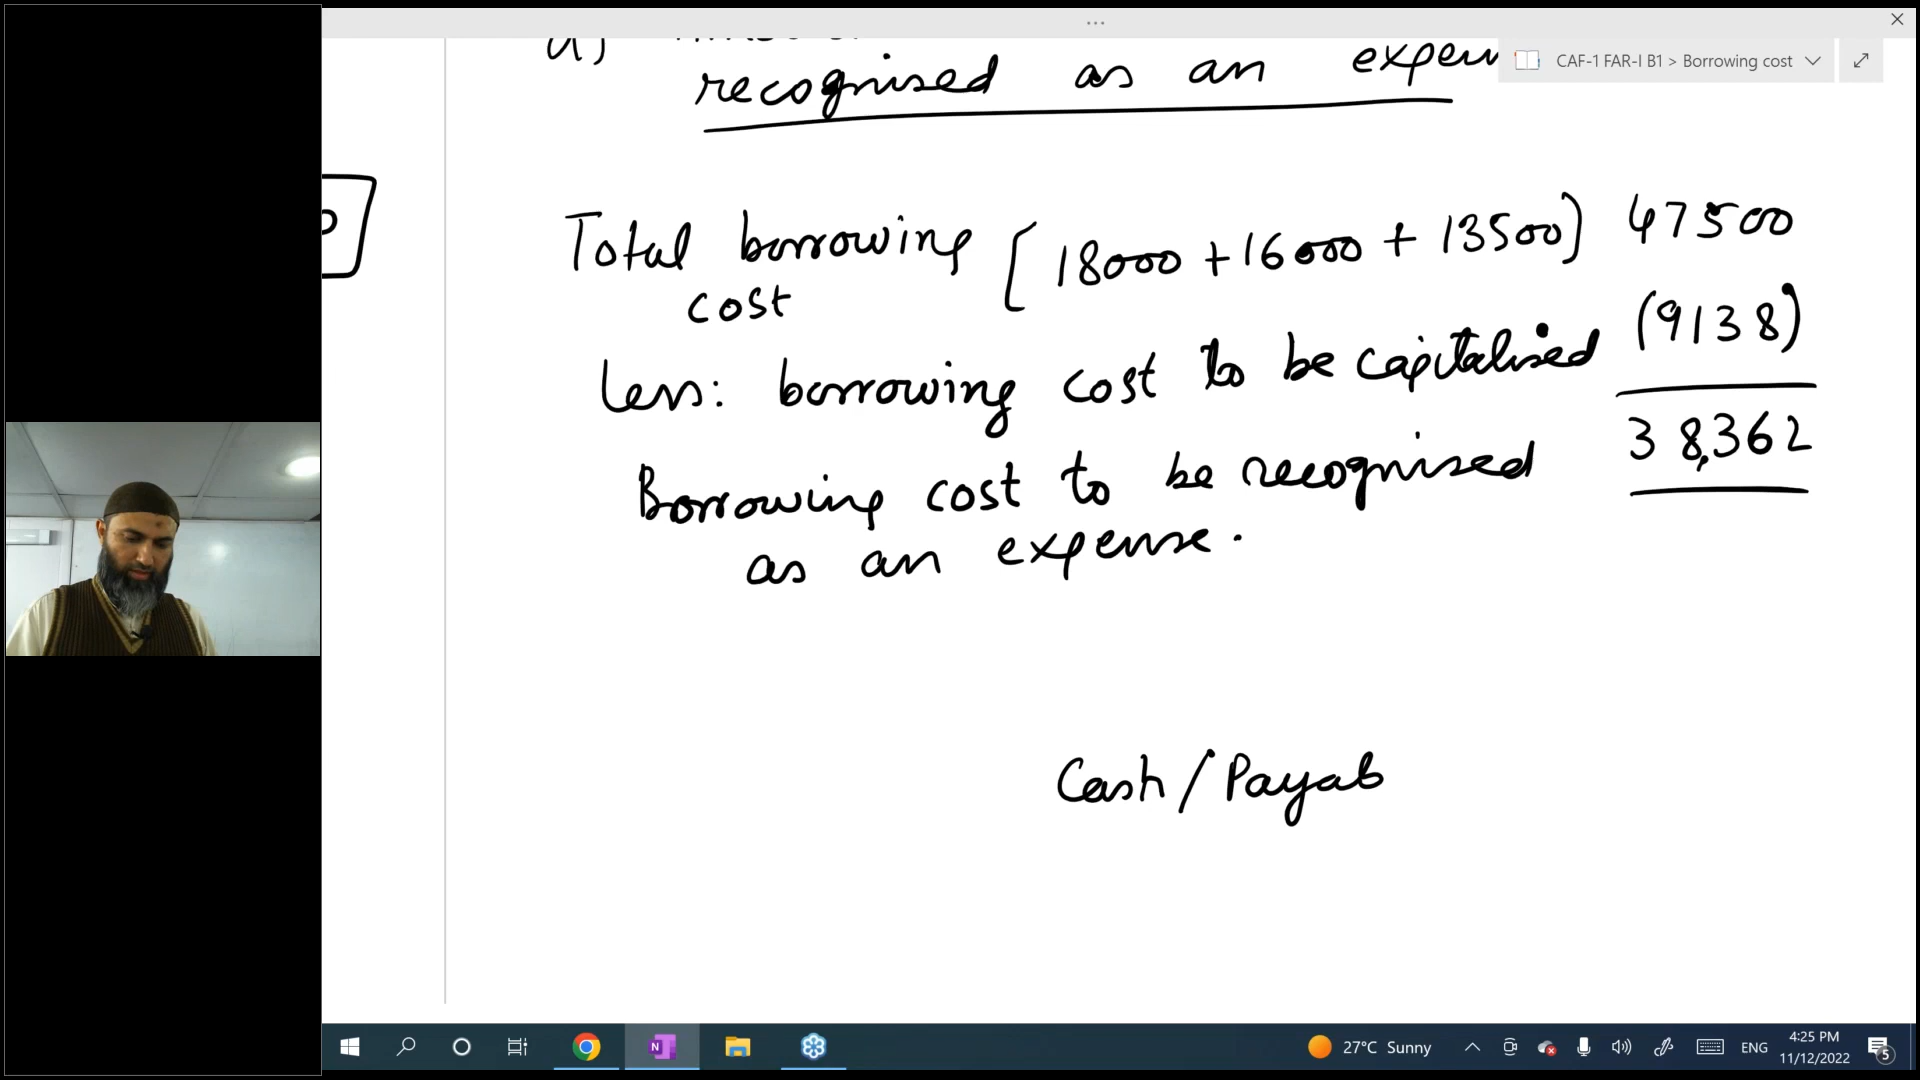 CAF-1 FAR-I B1 > Borrowing cost
recognised as an expen
Total borrowing [18000 + 16000 + 13500] 47500
cost
Less: borrowing cost to be capitalised (9138)
Borrowing cost to be recognised 38,362
as an expense.
Cash / Payab
27°C Sunny
ENG
4:25 PM
11/12/2022
5